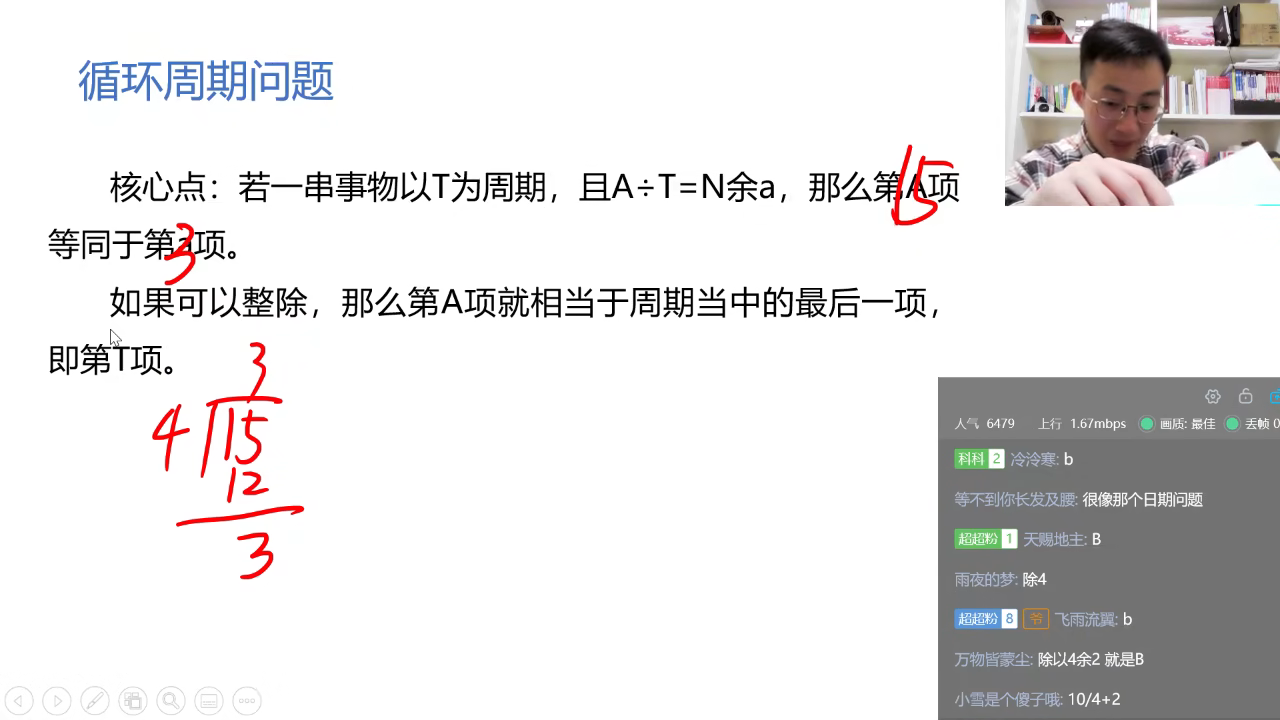 循环周期问题
核心点：若一串事物以T为周期，且A÷T=N余a，那么第A项
15
等同于第a项。
3
如果可以整除，那么第A项就相当于周期当中的最后一项，
即第T项。
3
4 15
12
3
人气 6479 上行 1.67mbps 画质: 最佳 丢帧 0
科科 2 冷泠寒: b
等不到你长发及腰: 很像那个日期问题
超超粉 1 天赐地主: B
雨夜的梦: 除4
超超粉 8 爷 飞雨流翼: b
万物皆蒙尘: 除以4余2 就是B
小雪是个傻子哦: 10/4+2